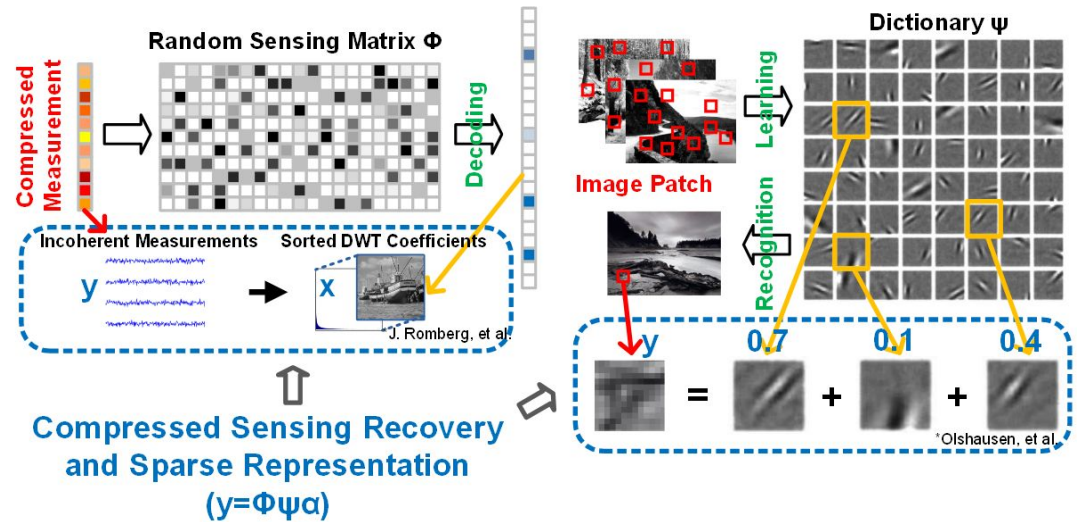 Random Sensing Matrix Φ
Compressed
Measurement
Decoding
Incoherent Measurements
Sorted DWT Coefficients
y
x
*J. Romberg, et al.
Compressed Sensing Recovery
and Sparse Representation
(y=Φψα)
Dictionary ψ
Learning
Image Patch
Recognition
y
0.7
0.1
0.4
=
+
+
*Olshausen, et al.